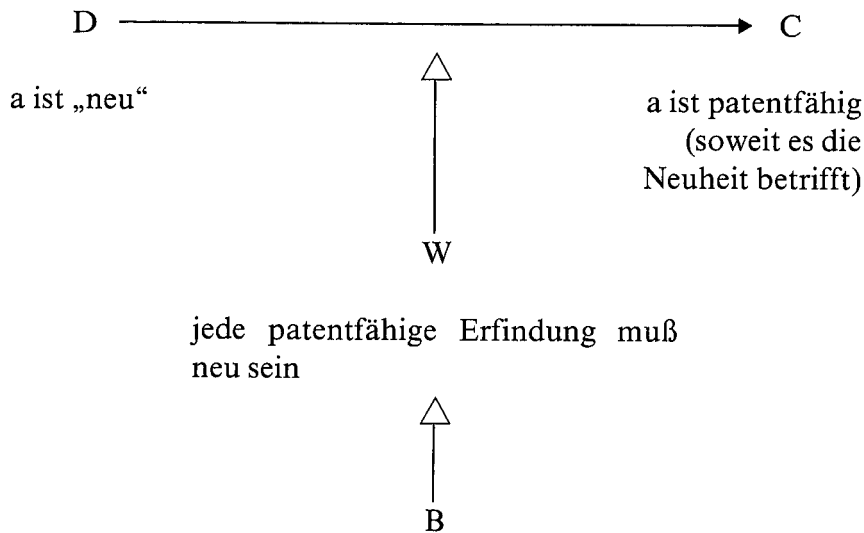 D C
a ist „neu“
a ist patentfähig
(soweit es die
Neuheit betrifft)
W
jede patentfähige Erfindung muß
neu sein
B